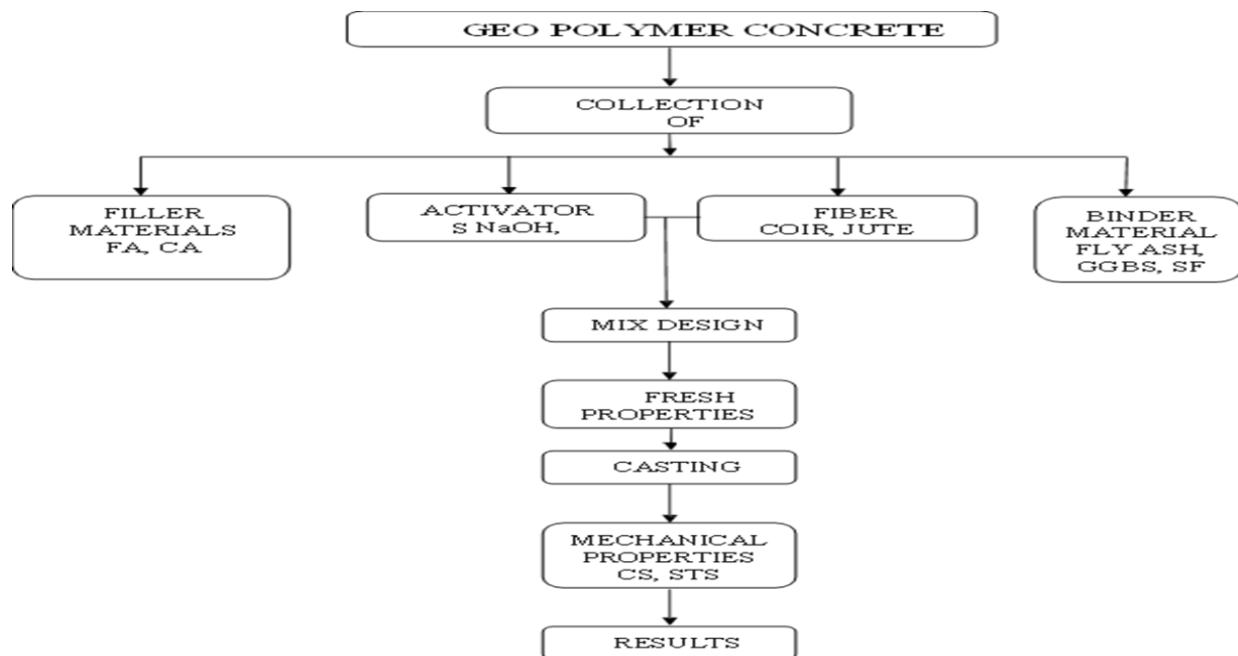 GEO POLYMER CONCRETE
COLLECTION
OF
FILLER
MATERIALS
FA, CA
ACTIVATOR
S NaOH,
FIBER
COIR, JUTE
BINDER
MATERIAL
FLY ASH,
GGBS, SF
MIX DESIGN
FRESH
PROPERTIES
CASTING
MECHANICAL
PROPERTIES
CS, STS
RESULTS